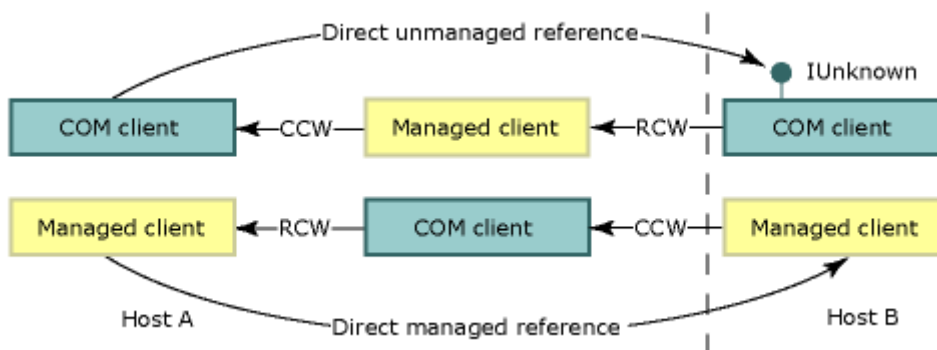 Direct unmanaged reference
IUnknown
COM client
CCW
Managed client
RCW
COM client
Managed client
RCW
COM client
CCW
Managed client
Host A
Direct managed reference
Host B